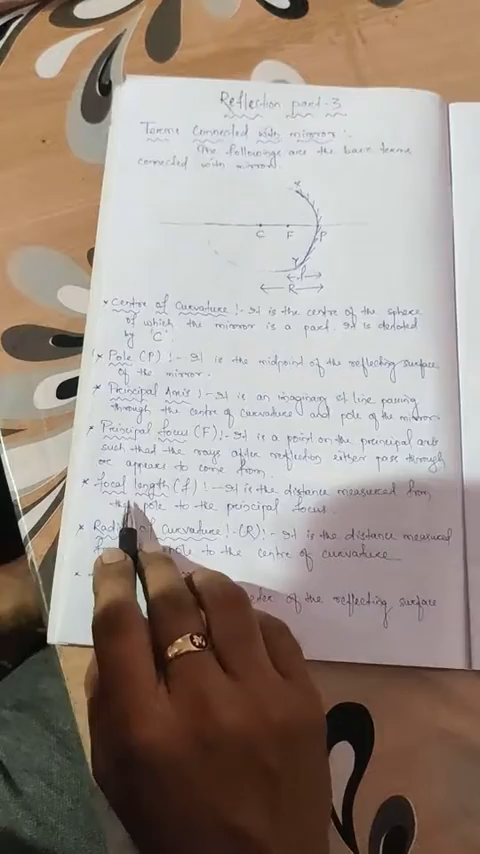 Reflection part-3
Terms Connected with mirror :
The followings are the basic terms
connected with mirror.
X
C F P
Y
f
R
* Centre of Curvature :- It is the centre of the sphere
of which the mirror is a part. It is denoted
by 'C'.
* Pole (P) :- It is the midpoint of the reflecting surface
of the mirror.
* Principal Axis :- It is an imaginary st line passing
through the centre of curvature and pole of the mirror
* Principal focus (F) :- It is a point on the principal axis
such that the rays after reflection either pass through
or appears to come from.
* Focal length (f) :- It is the distance measured from
the pole to the principal focus.
* Radius of Curvature :- (R) :- It is the distance measured
pole to the centre of curvature
*
of the reflecting surface